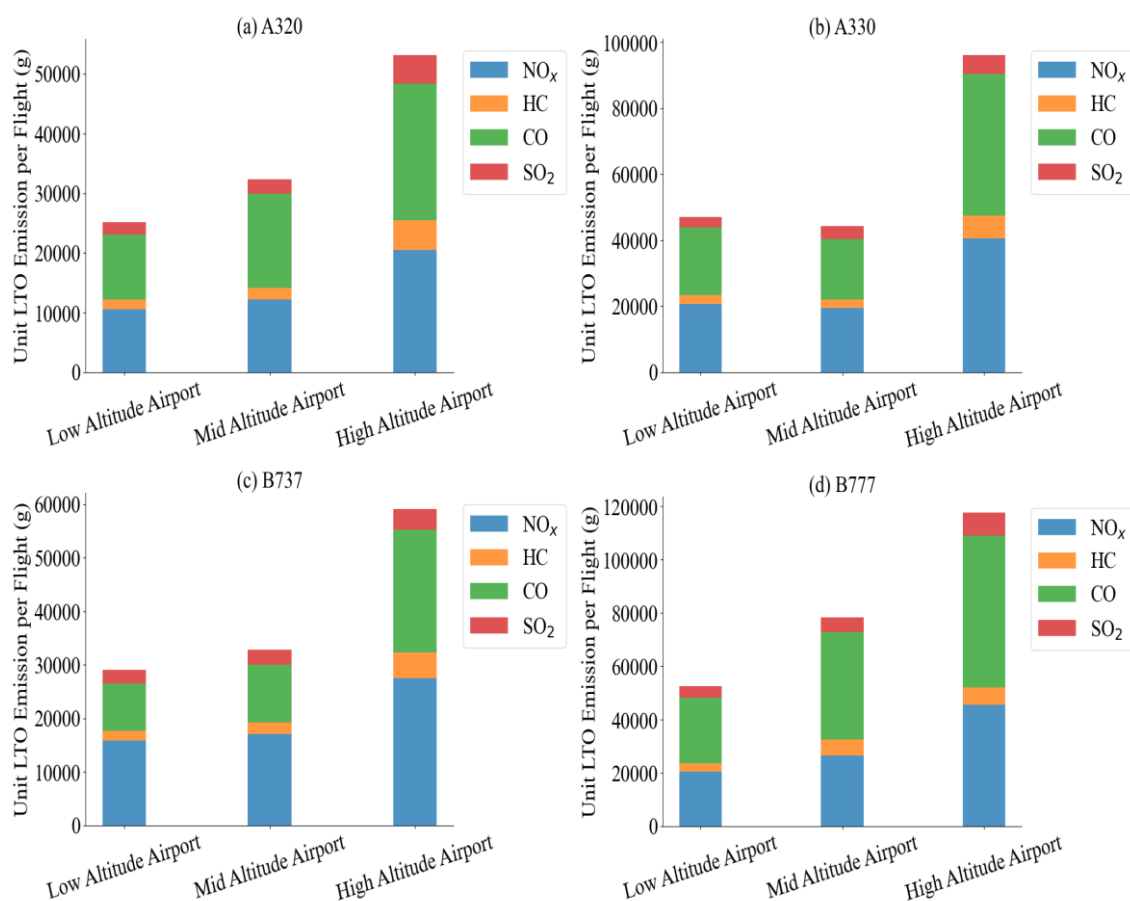 (a) A320
Unit LTO Emission per Flight (g)
50000
40000
30000
20000
10000
0
NOₓ
HC
CO
SO₂
Low Altitude Airport
Mid Altitude Airport
High Altitude Airport
(b) A330
Unit LTO Emission per Flight (g)
100000
80000
60000
40000
20000
0
NOₓ
HC
CO
SO₂
Low Altitude Airport
Mid Altitude Airport
High Altitude Airport
(c) B737
Unit LTO Emission per Flight (g)
60000
50000
40000
30000
20000
10000
0
NOₓ
HC
CO
SO₂
Low Altitude Airport
Mid Altitude Airport
High Altitude Airport
(d) B777
Unit LTO Emission per Flight (g)
120000
100000
80000
60000
40000
20000
0
NOₓ
HC
CO
SO₂
Low Altitude Airport
Mid Altitude Airport
High Altitude Airport